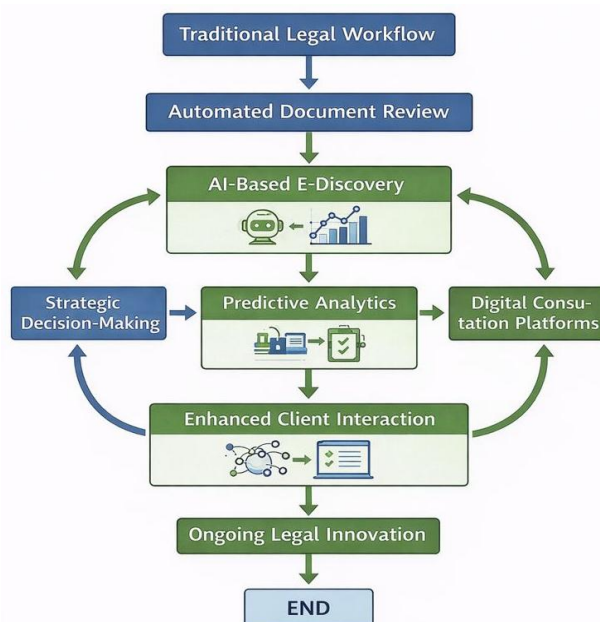 Traditional Legal Workflow
Automated Document Review
AI-Based E-Discovery
Strategic
Decision-Making
Predictive Analytics
Digital Consu-
tation Platforms
Enhanced Client Interaction
Ongoing Legal Innovation
END